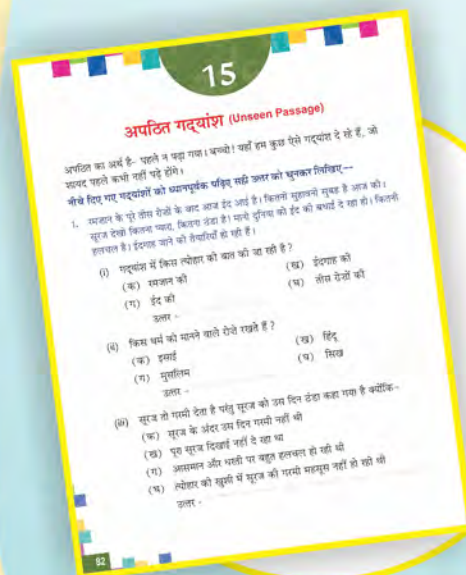 15
अपठित गद्यांश (Unseen Passage)
अपठित का अर्थ है- पहले न पढ़ा गया। बच्चो! यहाँ हम कुछ ऐसे गद्यांश दे रहे हैं, जो
शायद पहले कभी नहीं पढ़े होंगे।
नीचे दिए गए गद्यांशों को ध्यानपूर्वक पढ़िए सही उत्तर को चुनकर लिखिए--
1. रमजान के पूरे तीस रोज़ों के बाद आज ईद आई है। कितनी सुहावनी सुबह है आज की।
सूरज देखो कितना प्यारा, कितना ठंडा है। मानो दुनिया को ईद की बधाई दे रहा हो। कितनी
हलचल है। ईदगाह जाने की तैयारियाँ हो रही हैं।
(i) गद्यांश में किस त्योहार की बात की जा रही है?
(क) रमजान की (ख) ईदगाह की
(ग) ईद की (घ) तीस रोज़ों की
उत्तर -
(ii) किस धर्म को मानने वाले रोज़े रखते हैं?
(क) इसाई (ख) हिंदू
(ग) मुसलिम (घ) सिख
उत्तर -
(iii) सूरज तो गरमी देता है परंतु सूरज को उस दिन ठंडा कहा गया है क्योंकि-
(क) सूरज के अंदर उस दिन गरमी नहीं थी
(ख) पूरा सूरज दिखाई नहीं दे रहा था
(ग) आसमान और धरती पर बहुत हलचल हो रही थी
(घ) त्योहार की खुशी में सूरज की गरमी महसूस नहीं हो रही थी
उत्तर -
82